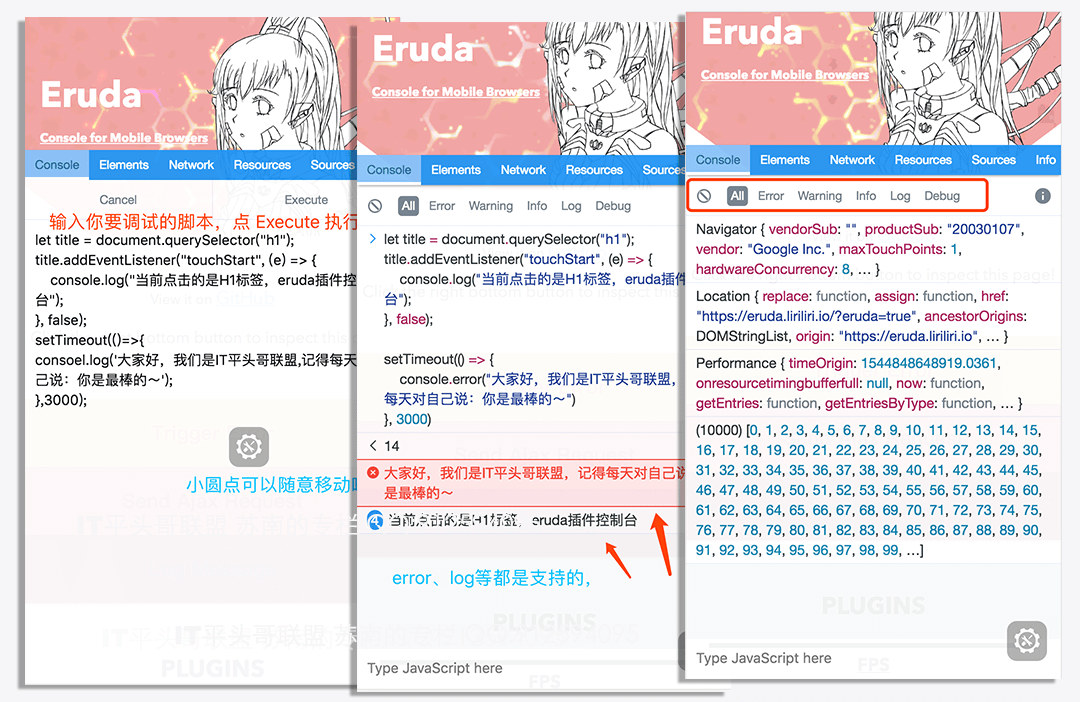 Eruda
Console for Mobile Browsers
Console Elements Network Resources Sources
Cancel Execute
输入你要调试的脚本，点 Execute 执行
let title = document.querySelector("h1");
title.addEventListener("touchStart", (e) => {
console.log("当前点击的是H1标签，eruda插件控
台");
}, false);
setTimeout(()=>{
consoel.log('大家好，我们是IT平头哥联盟,记得每天
己说：你是最棒的～');
},3000);
Trigger
小圆点可以随意移动
Send Ajax Request
IT平头哥联盟
PLUGINS
Eruda
Console for Mobile Browsers
Console Elements Network Resources Sources
All Error Warning Info Log Debug
let title = document.querySelector("h1");
title.addEventListener("touchStart", (e) => {
console.log("当前点击的是H1标签，eruda插件
台");
}, false);
setTimeout(() => {
console.error("大家好，我们是IT平头哥联盟，
每天对自己说：你是最棒的～")
}, 3000)
14
大家好，我们是IT平头哥联盟，记得每天对自己说
是最棒的～
4 当前点击的是H1标签，eruda插件控制台
error、log等都是支持的，
PLUGINS
Type JavaScript here
FPS
Eruda
Console for Mobile Browsers
Console Elements Network Resources Sources Info
All Error Warning Info Log Debug
Navigator { vendorSub: "", productSub: "20030107",
vendor: "Google Inc.", maxTouchPoints: 1,
hardwareConcurrency: 8, … }
Location { replace: function, assign: function, href:
"https://eruda.liriliri.io/?eruda=true", ancestorOrigins:
DOMStringList, origin: "https://eruda.liriliri.io", … }
Performance { timeOrigin: 1544848648919.0361,
onresourcetimingbufferfull: null, now: function,
getEntries: function, getEntriesByType: function, … }
(10000) [0, 1, 2, 3, 4, 5, 6, 7, 8, 9, 10, 11, 12, 13, 14, 15,
16, 17, 18, 19, 20, 21, 22, 23, 24, 25, 26, 27, 28, 29, 30,
31, 32, 33, 34, 35, 36, 37, 38, 39, 40, 41, 42, 43, 44, 45,
46, 47, 48, 49, 50, 51, 52, 53, 54, 55, 56, 57, 58, 59, 60,
61, 62, 63, 64, 65, 66, 67, 68, 69, 70, 71, 72, 73, 74, 75,
76, 77, 78, 79, 80, 81, 82, 83, 84, 85, 86, 87, 88, 89, 90,
91, 92, 93, 94, 95, 96, 97, 98, 99, …]
PLUGINS
Type JavaScript here
FPS